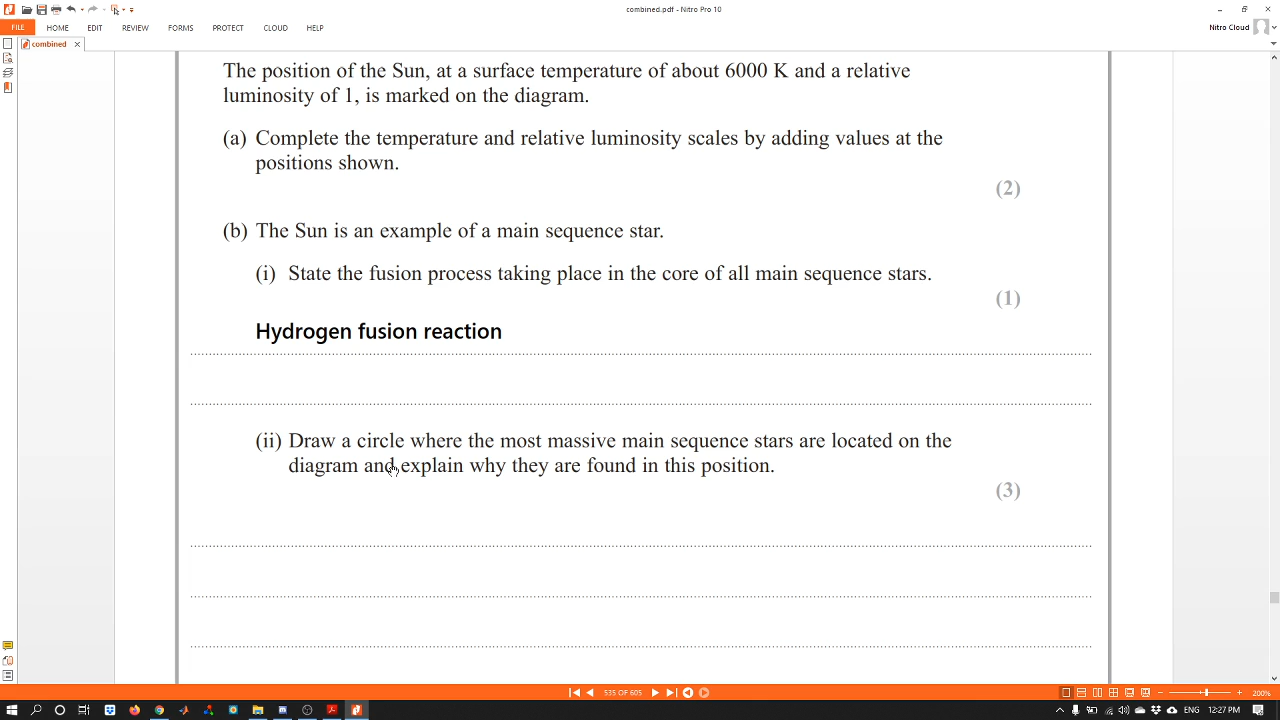 combined.pdf - Nitro Pro 10
FILE HOME EDIT REVIEW FORMS PROTECT CLOUD HELP Nitro Cloud
combined
The position of the Sun, at a surface temperature of about 6000 K and a relative
luminosity of 1, is marked on the diagram.
(a) Complete the temperature and relative luminosity scales by adding values at the
positions shown.
(2)
(b) The Sun is an example of a main sequence star.
(i) State the fusion process taking place in the core of all main sequence stars.
(1)
Hydrogen fusion reaction
(ii) Draw a circle where the most massive main sequence stars are located on the
diagram and explain why they are found in this position.
(3)
535 OF 605 200%
ENG 12:27 PM